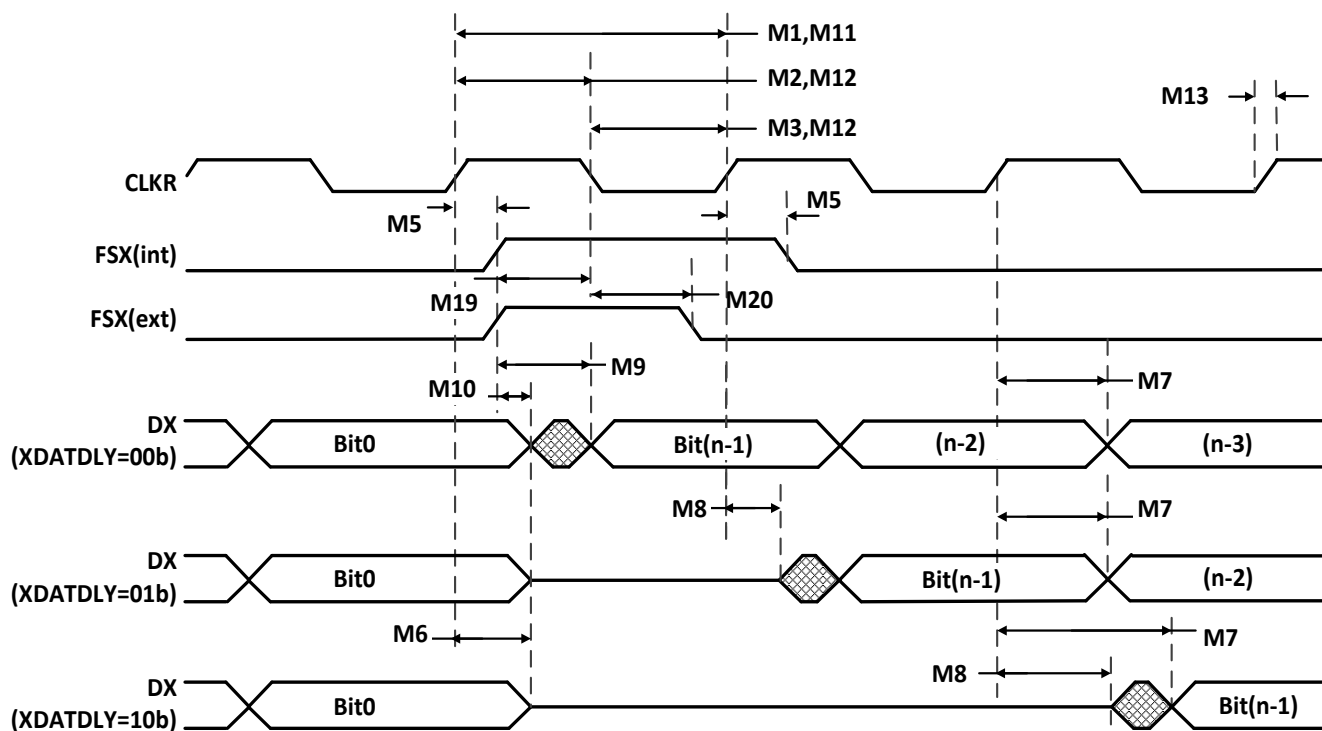 M1,M11
M2,M12
M13
M3,M12
CLKR
M5
M5
FSX(int)
M19
M20
FSX(ext)
M9
M10
M7
DX
(XDATDLY=00b)
Bit0
Bit(n-1)
(n-2)
(n-3)
M8
M7
DX
(XDATDLY=01b)
Bit0
Bit(n-1)
(n-2)
M6
M7
M8
DX
(XDATDLY=10b)
Bit0
Bit(n-1)